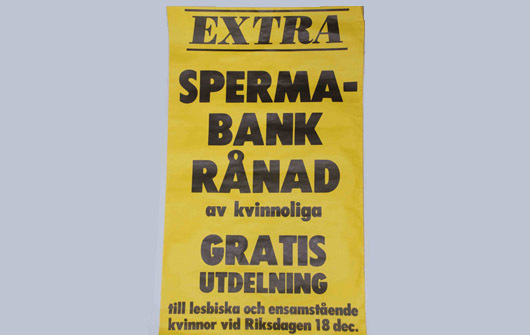 EXTRA
SPERMA-
BANK
RÅNAD
av kvinnoliga
GRATIS
UTDELNING
till lesbiska och ensamstående
kvinnor vid Riksdagen 18 dec.